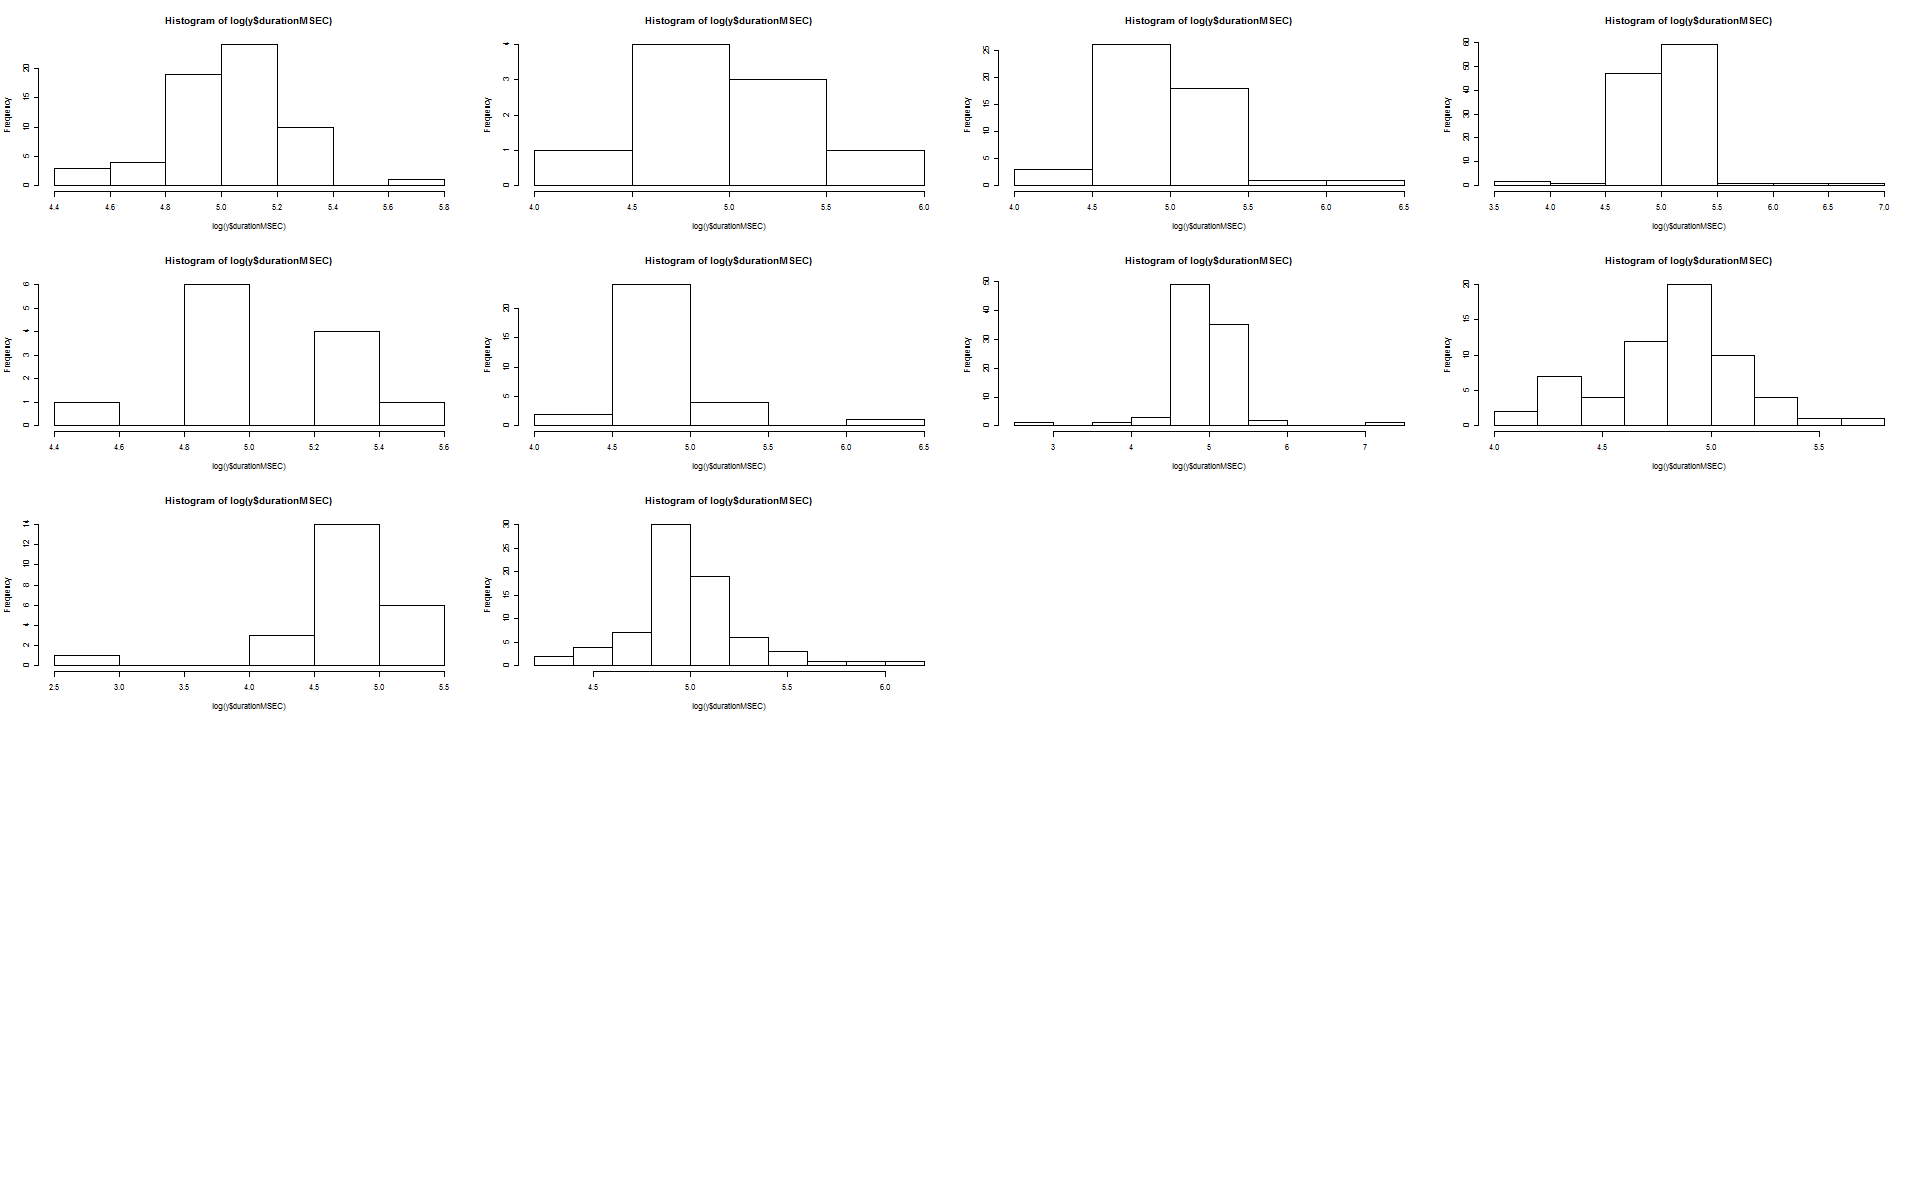 Histogram of log(y$durationMSEC)
Frequency
20
15
10
5
0
4.4 4.6 4.8 5.0 5.2 5.4 5.6 5.8
log(y$durationMSEC)
Histogram of log(y$durationMSEC)
Frequency
4
3
2
1
0
4.0 4.5 5.0 5.5 6.0
log(y$durationMSEC)
Histogram of log(y$durationMSEC)
Frequency
25
20
15
10
5
0
4.0 4.5 5.0 5.5 6.0 6.5
log(y$durationMSEC)
Histogram of log(y$durationMSEC)
Frequency
60
50
40
30
20
10
0
3.5 4.0 4.5 5.0 5.5 6.0 6.5 7.0
log(y$durationMSEC)
Histogram of log(y$durationMSEC)
Frequency
6
5
4
3
2
1
0
4.4 4.6 4.8 5.0 5.2 5.4 5.6
log(y$durationMSEC)
Histogram of log(y$durationMSEC)
Frequency
20
15
10
5
0
4.0 4.5 5.0 5.5 6.0 6.5
log(y$durationMSEC)
Histogram of log(y$durationMSEC)
Frequency
50
40
30
20
10
0
3 4 5 6 7
log(y$durationMSEC)
Histogram of log(y$durationMSEC)
Frequency
20
15
10
5
0
4.0 4.5 5.0 5.5
log(y$durationMSEC)
Histogram of log(y$durationMSEC)
Frequency
14
12
10
8
6
4
2
0
2.5 3.0 3.5 4.0 4.5 5.0 5.5
log(y$durationMSEC)
Histogram of log(y$durationMSEC)
Frequency
30
25
20
15
10
5
0
4.5 5.0 5.5 6.0
log(y$durationMSEC)